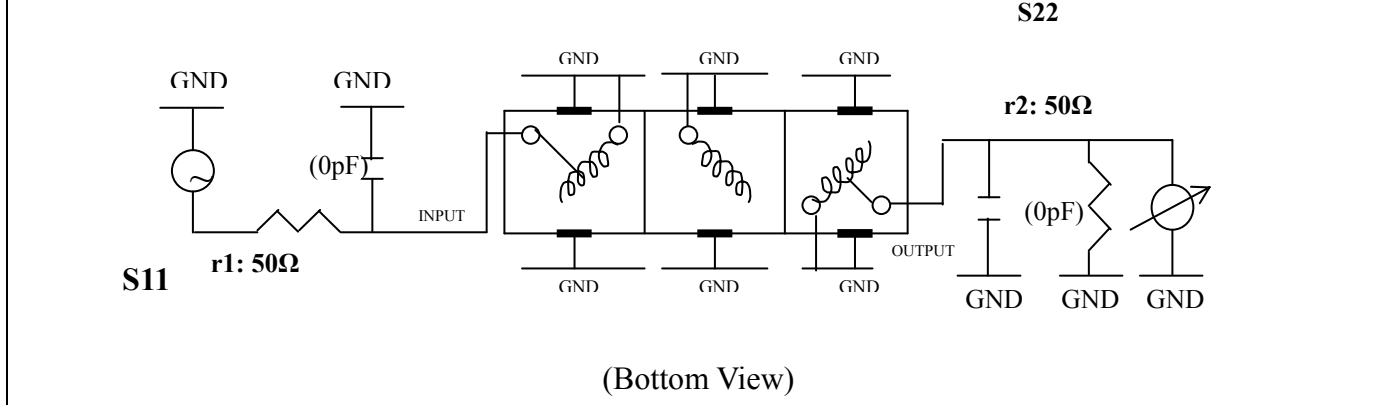 S22
GND GND GND
GND GND
r2: 50Ω
(0pF)
(0pF)
INPUT
OUTPUT
r1: 50Ω
S11
GND GND GND
GND GND GND
(Bottom View)